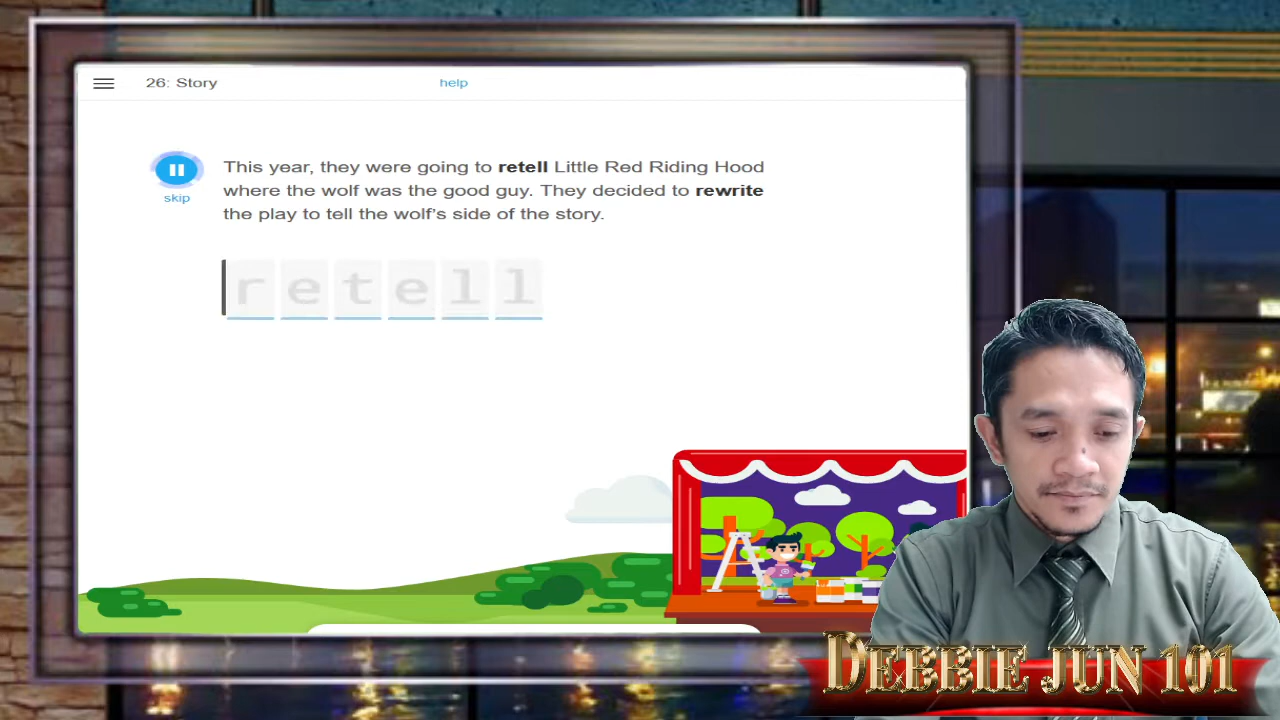 26: Story
help
This year, they were going to retell Little Red Riding Hood
skip
where the wolf was the good guy. They decided to rewrite
the play to tell the wolf's side of the story.
retell
DEBBIE JUN 101